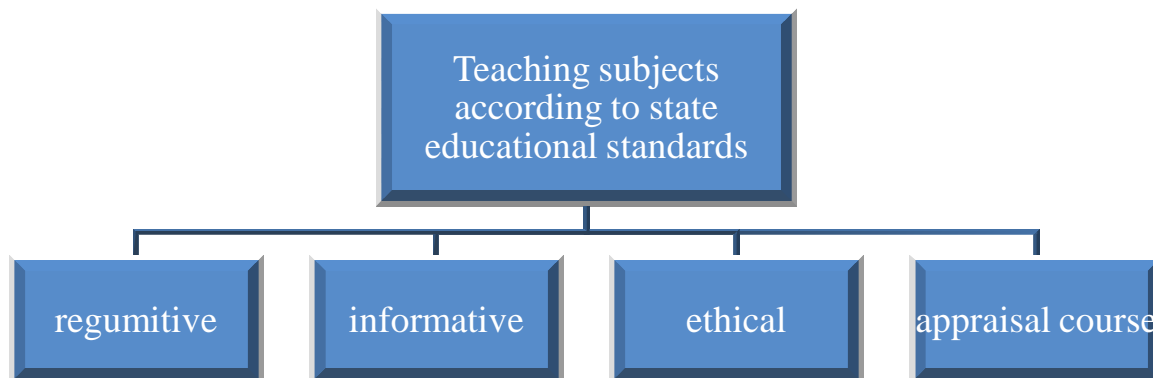 Teaching subjects
according to state
educational standards
regumitive
informative
ethical
appraisal course